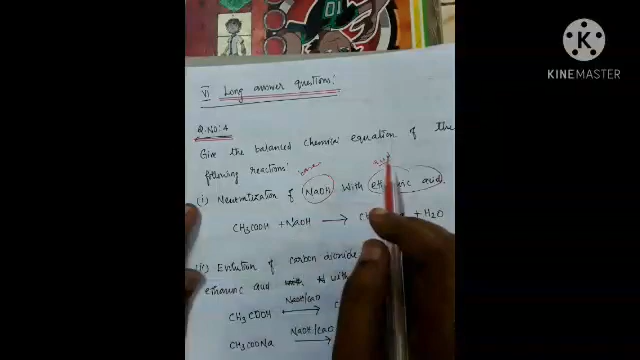 VI Long answer questions:
Q.NO:4
Give the balanced chemical equation of the
following reactions:
base
acid
(i) Neutralization of NaOH with acid.
CH₃COOH + NaOH → + H₂O
(ii) Evolution of carbon dioxide
ethanoic acid with
CH₃COOH NaOH/CaO
CH₃COONa NaOH/CaO →
10
K
KINEMASTER